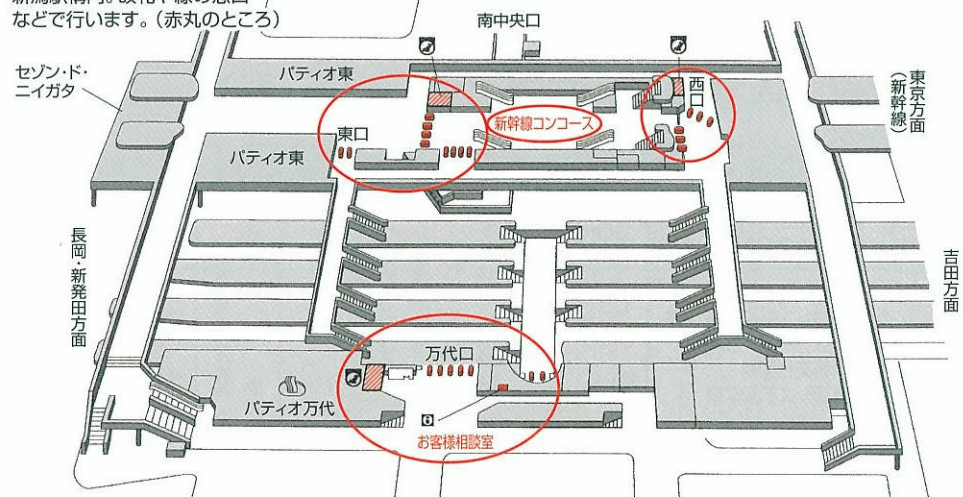 などで行います。(赤丸のところ)
南中央口
セゾン・ド・
ニイガタ
パティオ東
西口
東京方面
(新幹線)
新幹線コンコース
東口
パティオ東
長岡・新発田方面
吉田方面
万代口
パティオ万代
お客様相談室